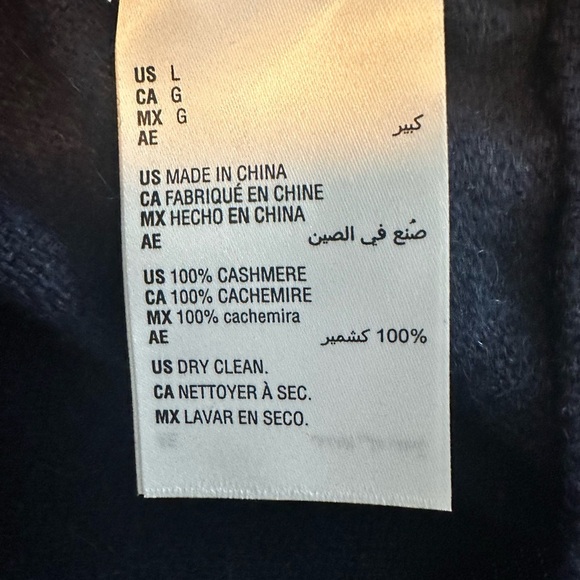 US L
CA G
MX G
AE كبير
US MADE IN CHINA
CA FABRIQUÉ EN CHINE
MX HECHO EN CHINA
AE صُنع في الصين
US 100% CASHMERE
CA 100% CACHEMIRE
MX 100% cachemira
AE 100% كشمير
US DRY CLEAN.
CA NETTOYER À SEC.
MX LAVAR EN SECO.